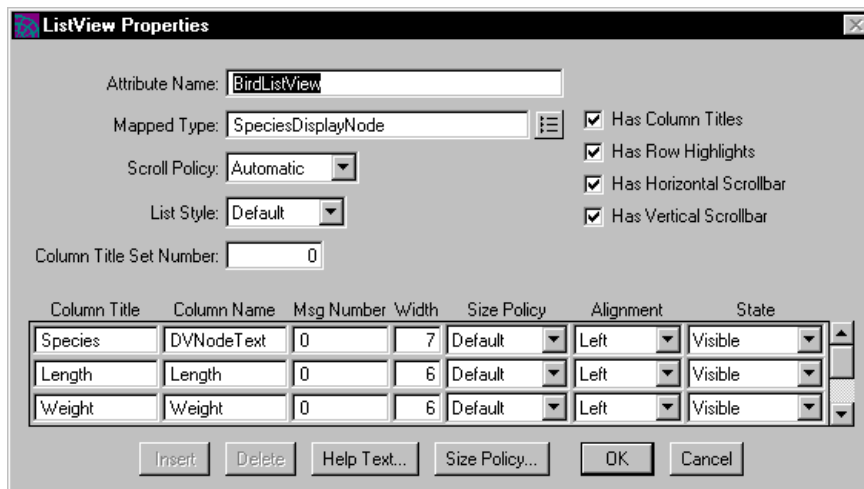 ListView Properties
Attribute Name: BirdListView
Mapped Type: SpeciesDisplayNode
Has Column Titles
Scroll Policy: Automatic
Has Row Highlights
Has Horizontal Scrollbar
List Style: Default
Has Vertical Scrollbar
Column Title Set Number: 0
Column Title Column Name Msg Number Width Size Policy Alignment State
Species DVNodeText 0 7 Default Left Visible
Length Length 0 6 Default Left Visible
Weight Weight 0 6 Default Left Visible
Insert Delete Help Text... Size Policy... OK Cancel